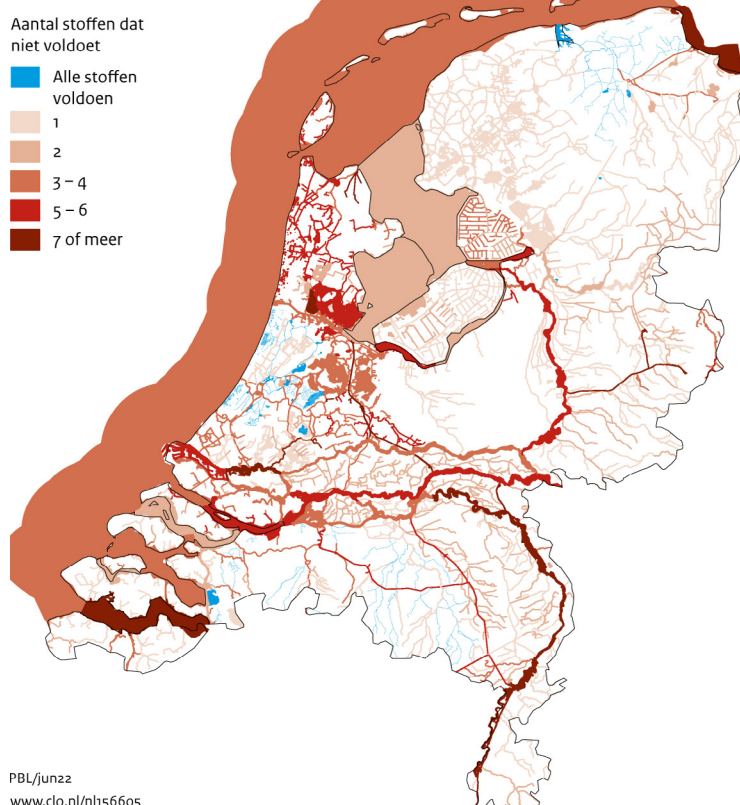 Aantal stoffen dat
niet voldoet
Alle stoffen
voldoen
1
2
3 – 4
5 – 6
7 of meer
PBL/jun22
www.clo.nl/nl156605